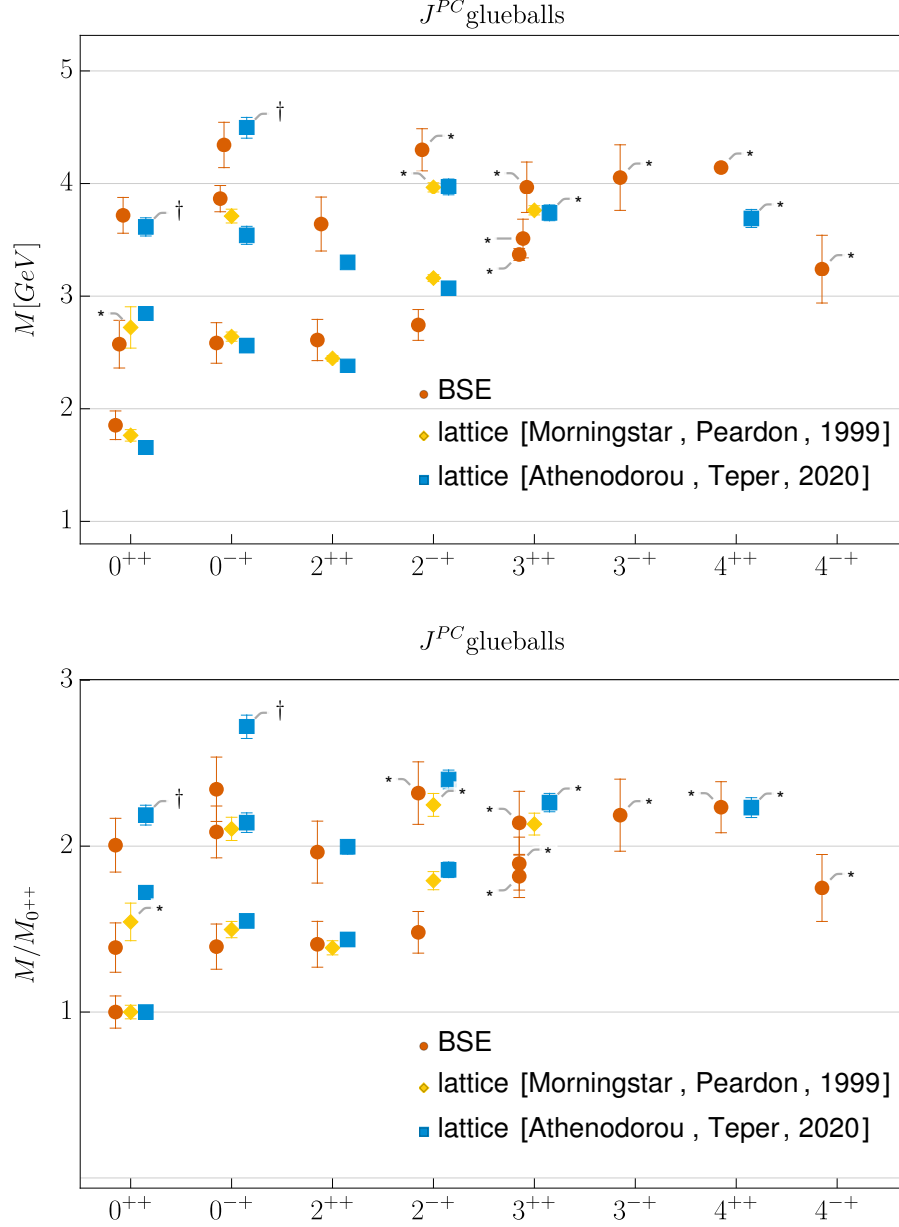 J^{PC} glueballs
5
4
3
2
1
M[GeV]
† † * * * * * * * * * * * †
BSE
lattice [Morningstar, Peardon, 1999]
lattice [Athenodorou, Teper, 2020]
0^{++} 0^{-+} 2^{++} 2^{-+} 3^{++} 3^{-+} 4^{++} 4^{-+}
J^{PC} glueballs
3
2
1
M/M_{0^{++}}
† † * * * * * * * * * * *
BSE
lattice [Morningstar, Peardon, 1999]
lattice [Athenodorou, Teper, 2020]
0^{++} 0^{-+} 2^{++} 2^{-+} 3^{++} 3^{-+} 4^{++} 4^{-+}